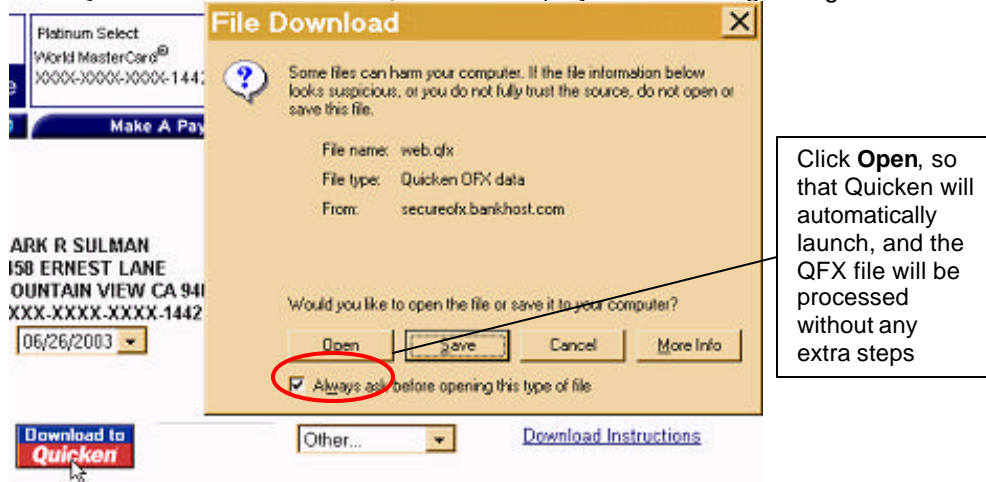 File Download
Platinum Select
World MasterCard®
XXXX-XXXX-XXXX-144
Make A Pay
Some files can harm your computer. If the file information below
looks suspicious, or you do not fully trust the source, do not open or
save this file.
File name: web.qfx
File type: Quicken OFX data
From: secureofx.bankhost.com
Click Open, so
that Quicken will
automatically
launch, and the
QFX file will be
processed
without any
extra steps
ARK R SULMAN
58 ERNEST LANE
OUNTAIN VIEW CA 94
XX-XXXX-XXXX-1442
06/26/2003
Would you like to open the file or save it to your computer?
Open Save Cancel More Info
Always ask before opening this type of file
Download to
Quicken
Other...
Download Instructions